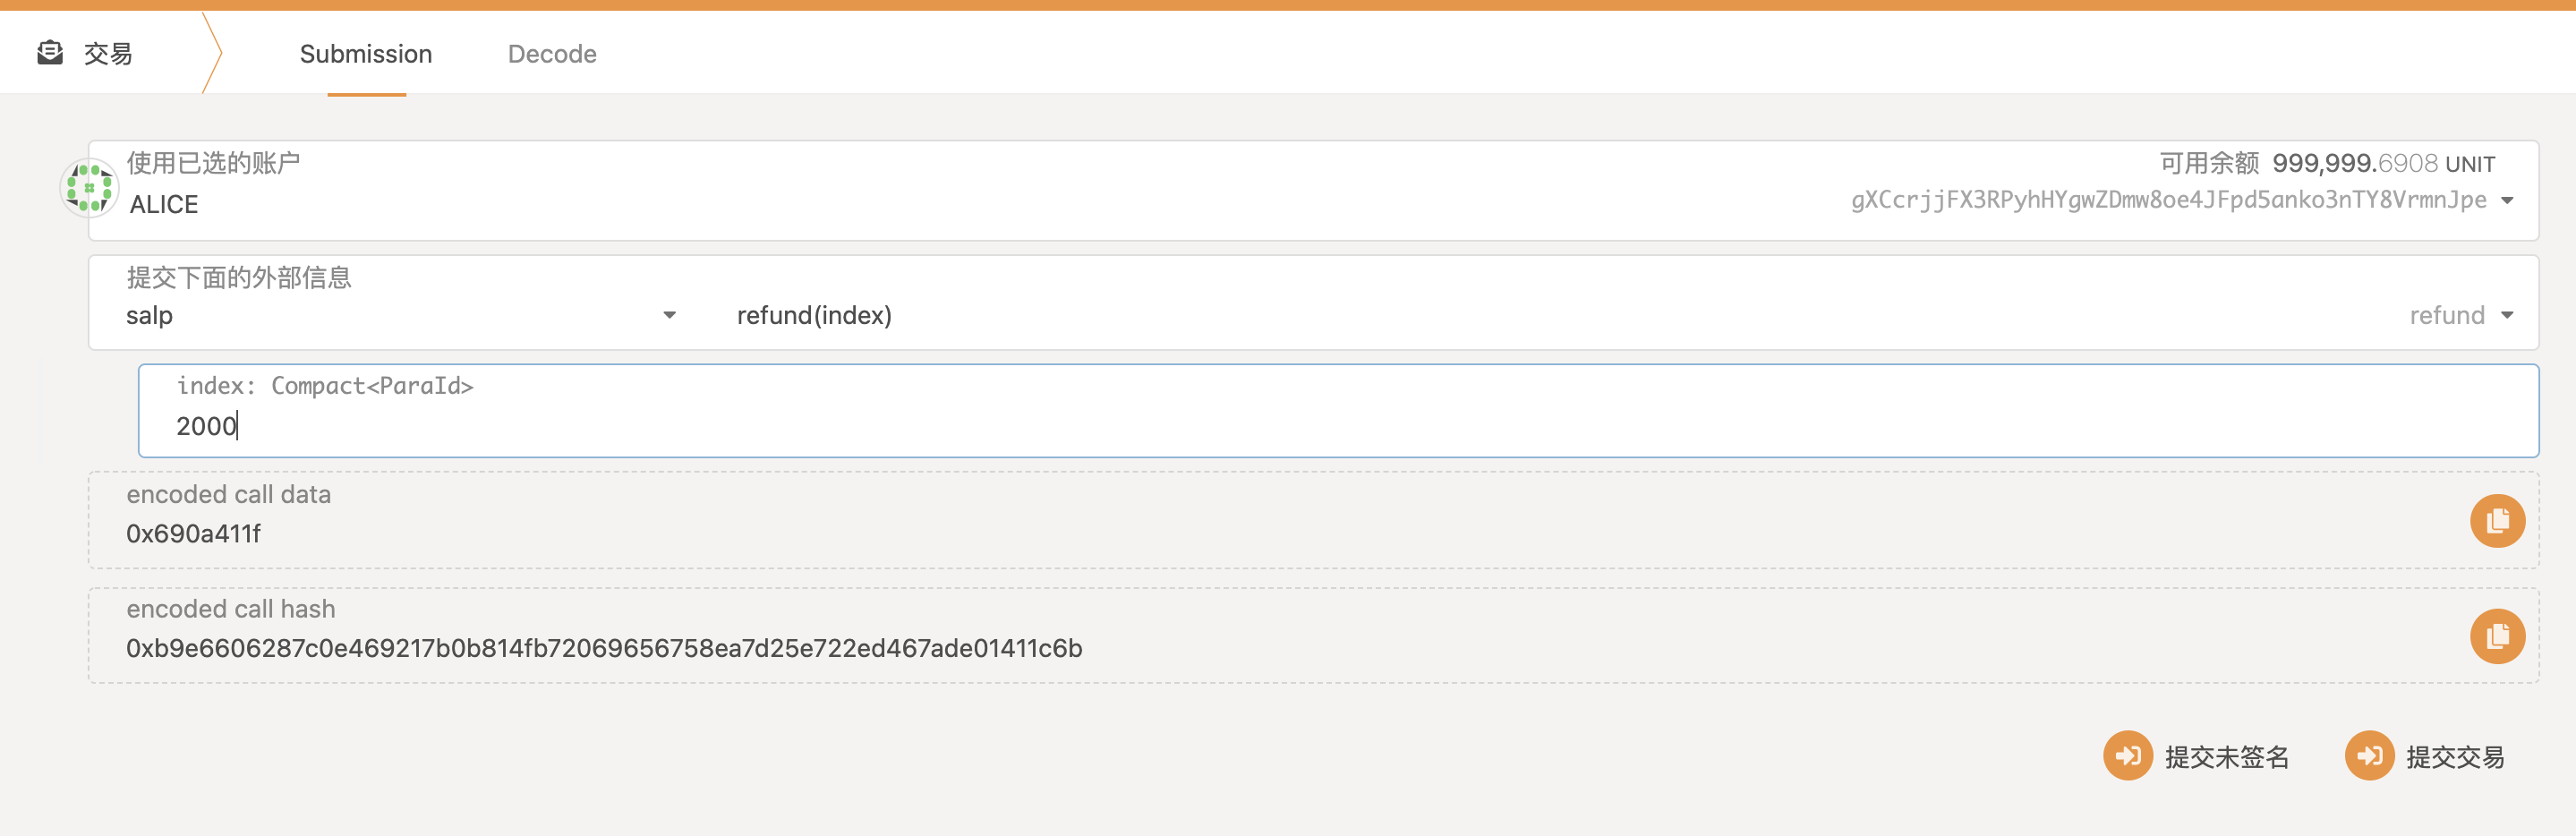 交易
Submission
Decode
使用已选的账户
可用余额 999,999.6908 UNIT
ALICE
gXCcrjjFX3RPyhHYgwZDmw8oe4JFpd5anko3nTY8VrmnJpe
提交下面的外部信息
salp
refund(index)
refund
index: Compact<ParaId>
2000
encoded call data
0x690a411f
encoded call hash
0xb9e6606287c0e469217b0b814fb72069656758ea7d25e722ed467ade01411c6b
提交未签名
提交交易